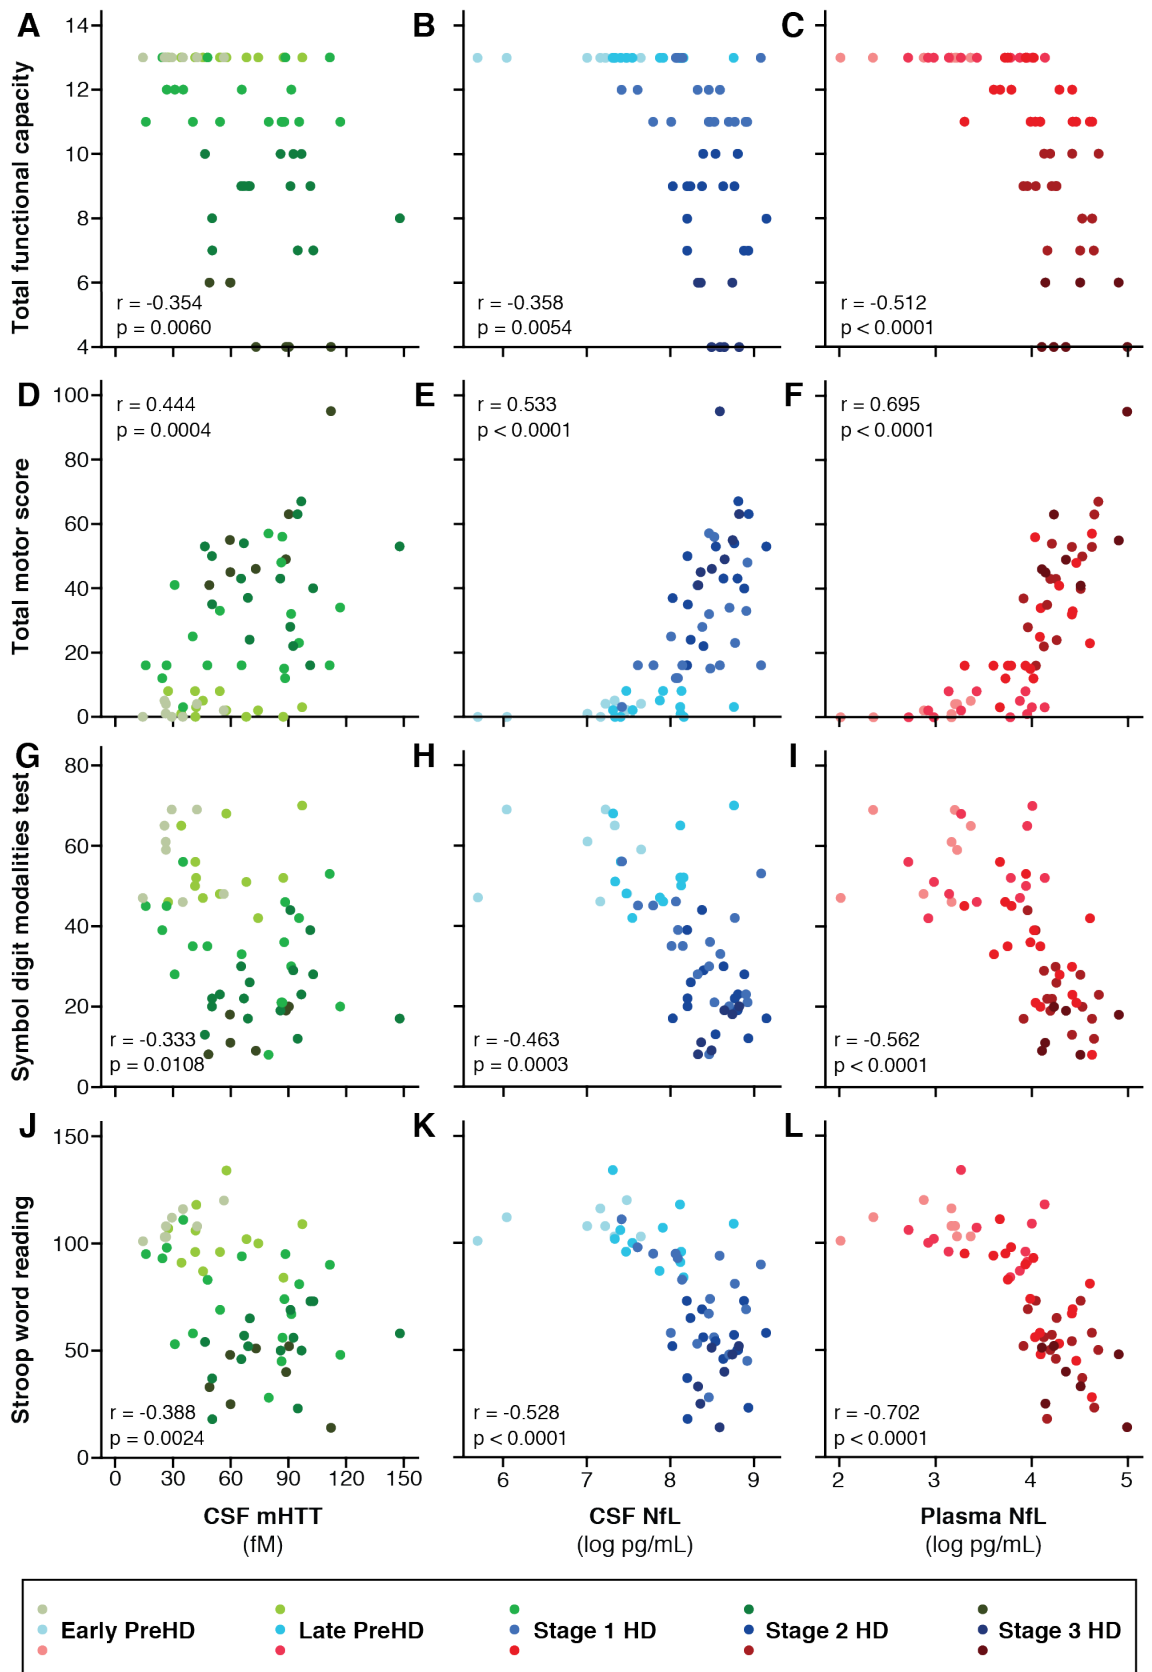 A
B
C
Total functional capacity
14
12
10
8
6
4
r = -0.354
p = 0.0060
r = -0.358
p = 0.0054
r = -0.512
p < 0.0001
D
E
F
Total motor score
100
80
60
40
20
0
r = 0.444
p = 0.0004
r = 0.533
p < 0.0001
r = 0.695
p < 0.0001
G
H
I
Symbol digit modalities test
80
60
40
20
0
r = -0.333
p = 0.0108
r = -0.463
p = 0.0003
r = -0.562
p < 0.0001
J
K
L
Stroop word reading
150
100
50
0
r = -0.388
p = 0.0024
r = -0.528
p < 0.0001
r = -0.702
p < 0.0001
0 30 60 90 120 150
6 7 8 9
2 3 4 5
CSF mHTT
(fM)
CSF NfL
(log pg/mL)
Plasma NfL
(log pg/mL)
Early PreHD
Late PreHD
Stage 1 HD
Stage 2 HD
Stage 3 HD